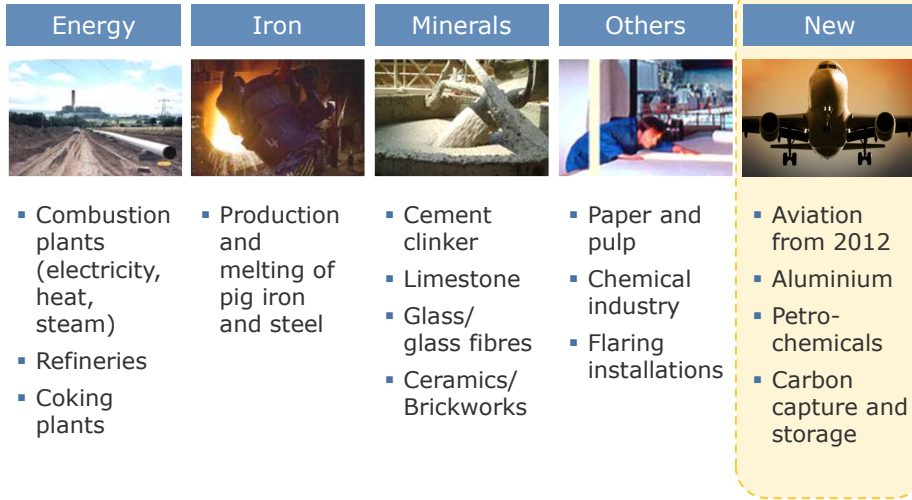 Energy
Combustion
plants
(electricity,
heat,
steam)
Refineries
Coking
plants
Iron
Production
and
melting of
pig iron
and steel
Minerals
Cement
clinker
Limestone
Glass/
glass fibres
Ceramics/
Brickworks
Others
Paper and
pulp
Chemical
industry
Flaring
installations
New
Aviation
from 2012
Aluminium
Petro-
chemicals
Carbon
capture and
storage